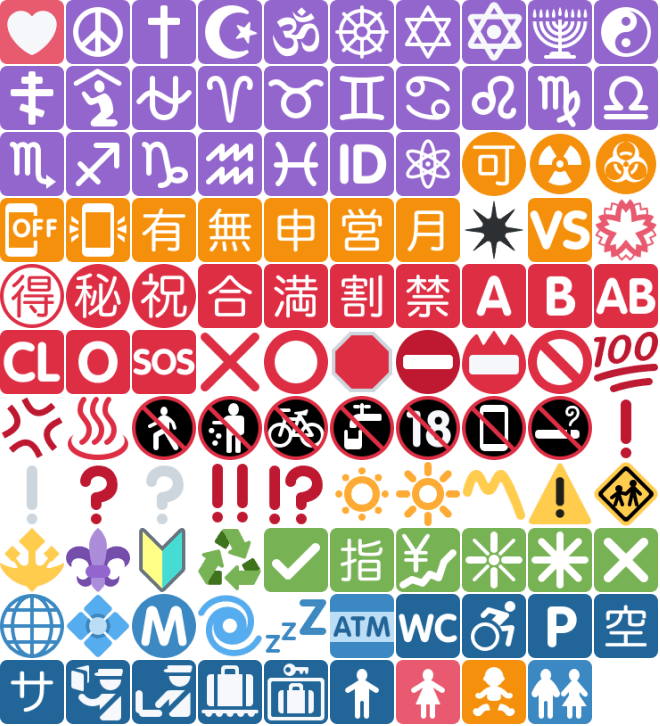 ID 可
OFF 有 無 申 営 月 VS
得 秘 祝 合 満 割 禁 A B AB
CL O SOS 100
18 !
! ? ? !! !?
指 ¥
M zzZ ATM WC P 空
サ